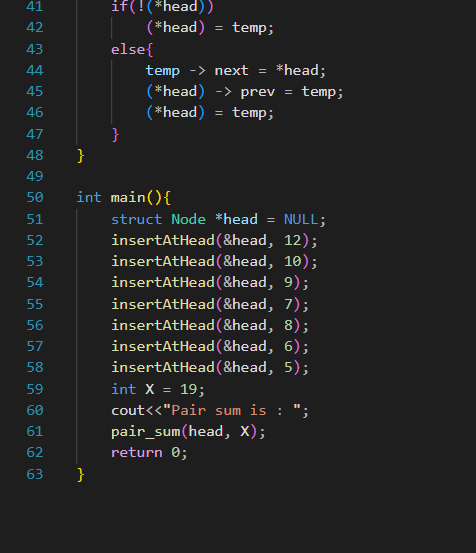 41 if(!(*head))
42 (*head) = temp;
43 else{
44 temp -> next = *head;
45 (*head) -> prev = temp;
46 (*head) = temp;
47 }
48 }
49
50 int main(){
51 struct Node *head = NULL;
52 insertAtHead(&head, 12);
53 insertAtHead(&head, 10);
54 insertAtHead(&head, 9);
55 insertAtHead(&head, 7);
56 insertAtHead(&head, 8);
57 insertAtHead(&head, 6);
58 insertAtHead(&head, 5);
59 int X = 19;
60 cout<<"Pair sum is : ";
61 pair_sum(head, X);
62 return 0;
63 }